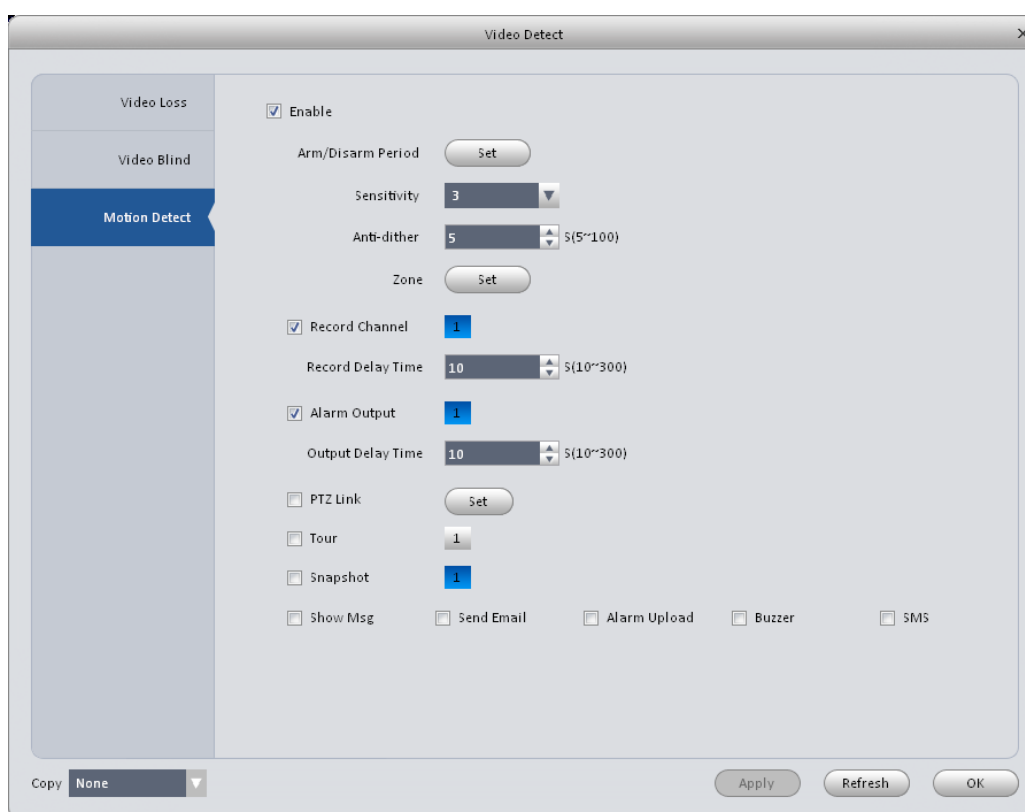 Video Detect
Video Loss
Video Blind
Motion Detect
Enable
Arm/Disarm Period Set
Sensitivity 3
Anti-dither 5 S(5~100)
Zone Set
Record Channel 1
Record Delay Time 10 S(10~300)
Alarm Output 1
Output Delay Time 10 S(10~300)
PTZ Link Set
Tour 1
Snapshot 1
Show Msg Send Email Alarm Upload Buzzer SMS
Copy None Apply Refresh OK